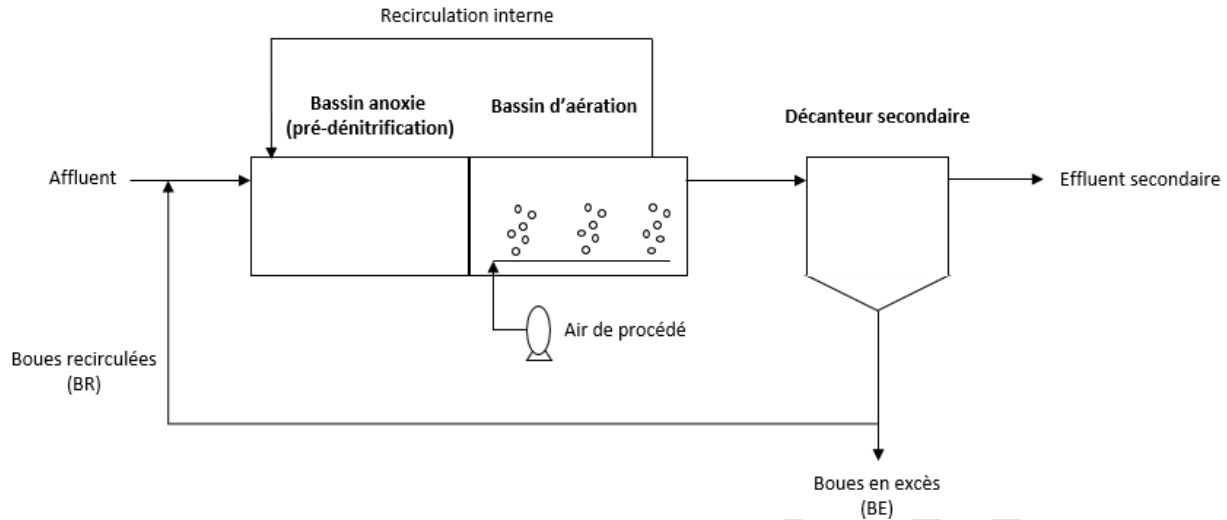 Recirculation interne
Bassin anoxie
(pré-dénitrification)
Bassin d'aération
Décanteur secondaire
Affluent
Effluent secondaire
Air de procédé
Boues recirculées
(BR)
Boues en excès
(BE)